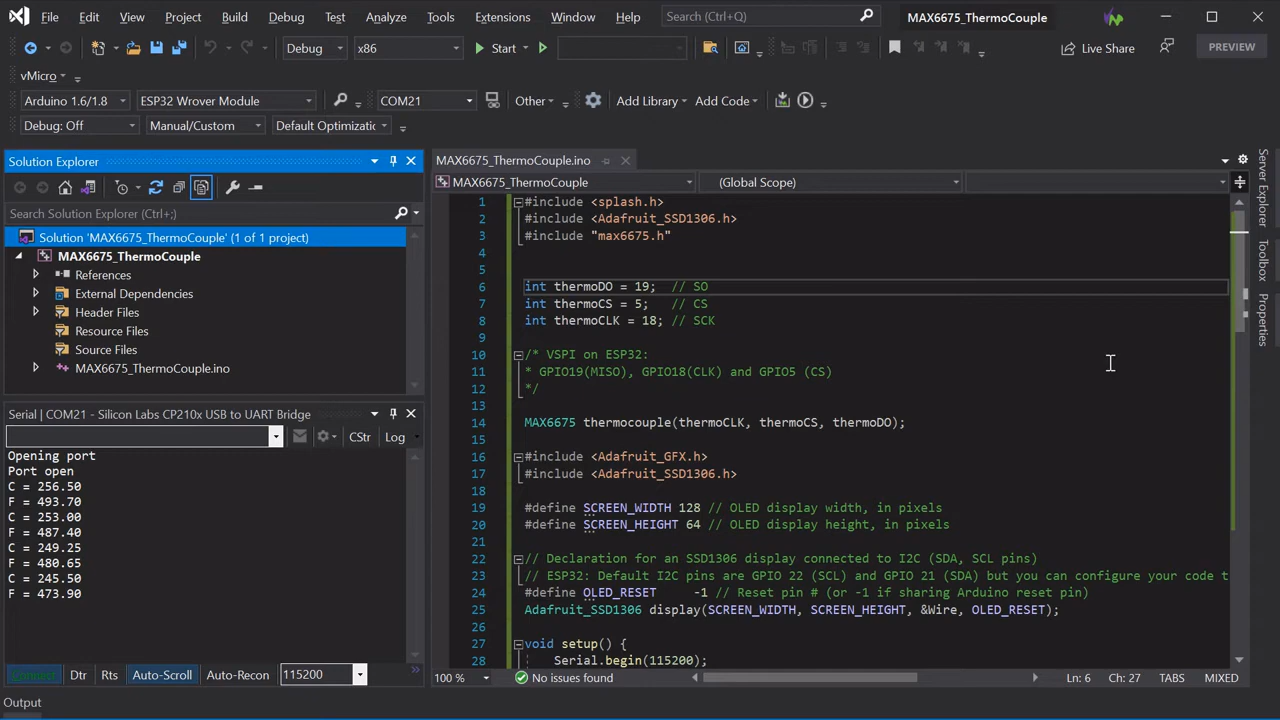 File Edit View Project Build Debug Test Analyze Tools Extensions Window Help Search (Ctrl+Q) MAX6675_ThermoCouple
Debug x86 Start Live Share PREVIEW
vMicro
Arduino 1.6/1.8 ESP32 Wrover Module COM21 Other Add Library Add Code
Debug: Off Manual/Custom Default Optimizatic
Solution Explorer
Search Solution Explorer (Ctrl+;)
Solution 'MAX6675_ThermoCouple' (1 of 1 project)
MAX6675_ThermoCouple
References
External Dependencies
Header Files
Resource Files
Source Files
MAX6675_ThermoCouple.ino
Serial | COM21 - Silicon Labs CP210x USB to UART Bridge
CStr Log
Opening port
Port open
C = 256.50
F = 493.70
C = 253.00
F = 487.40
C = 249.25
F = 480.65
C = 245.50
F = 473.90
Connect Dtr Rts Auto-Scroll Auto-Recon 115200
Output
MAX6675_ThermoCouple.ino
MAX6675_ThermoCouple (Global Scope)
1 #include <splash.h>
2 #include <Adafruit_SSD1306.h>
3 #include "max6675.h"
4
5
6 int thermoDO = 19;  // SO
7 int thermoCS = 5;   // CS
8 int thermoCLK = 18; // SCK
9
10 /* VSPI on ESP32:
11 * GPIO19(MISO), GPIO18(CLK) and GPIO5 (CS)
12 */
13
14 MAX6675 thermocouple(thermoCLK, thermoCS, thermoDO);
15
16 #include <Adafruit_GFX.h>
17 #include <Adafruit_SSD1306.h>
18
19 #define SCREEN_WIDTH 128 // OLED display width, in pixels
20 #define SCREEN_HEIGHT 64 // OLED display height, in pixels
21
22 // Declaration for an SSD1306 display connected to I2C (SDA, SCL pins)
23 // ESP32: Default I2C pins are GPIO 22 (SCL) and GPIO 21 (SDA) but you can configure your code t
24 #define OLED_RESET     -1 // Reset pin # (or -1 if sharing Arduino reset pin)
25 Adafruit_SSD1306 display(SCREEN_WIDTH, SCREEN_HEIGHT, &Wire, OLED_RESET);
26
27 void setup() {
28 Serial.begin(115200);
100 % No issues found Ln: 6 Ch: 27 TABS MIXED
Server Explorer
Toolbox
Properties